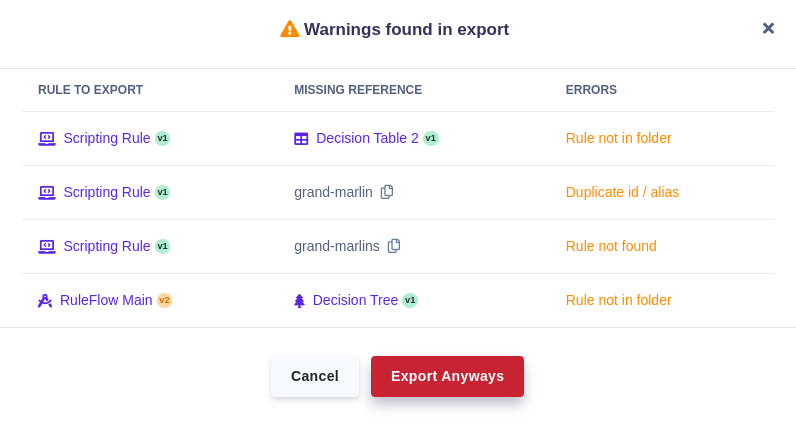 Warnings found in export
RULE TO EXPORT MISSING REFERENCE ERRORS
Scripting Rule v1 Decision Table 2 v1 Rule not in folder
Scripting Rule v1 grand-marlin Duplicate id / alias
Scripting Rule v1 grand-marlins Rule not found
RuleFlow Main v2 Decision Tree v1 Rule not in folder
Cancel Export Anyways